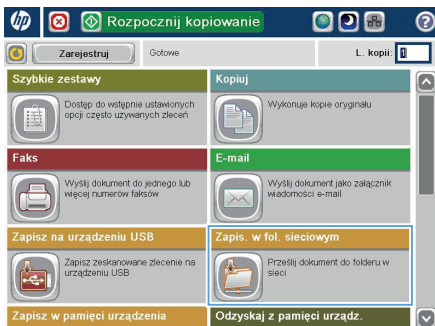 hp
Rozpocznij kopiowanie
?
Zarejestruj
Gotowe
L. kopii: 1
Szybkie zestawy
Dostęp do wstępnie ustawionych
opcji często używanych zleceń
Kopiuj
Wykonuje kopie oryginału
Faks
Wyślij dokument do jednego lub
więcej numerów faksów
E-mail
Wyślij dokument jako załącznik
wiadomości e-mail
Zapisz na urządzeniu USB
Zapisz zeskanowane zlecenie na
urządzeniu USB
Zapis. w fol. sieciowym
Prześlij dokument do folderu w
sieci
Zapisz w pamięci urządzenia
Odzyskaj z pamięci urządz.